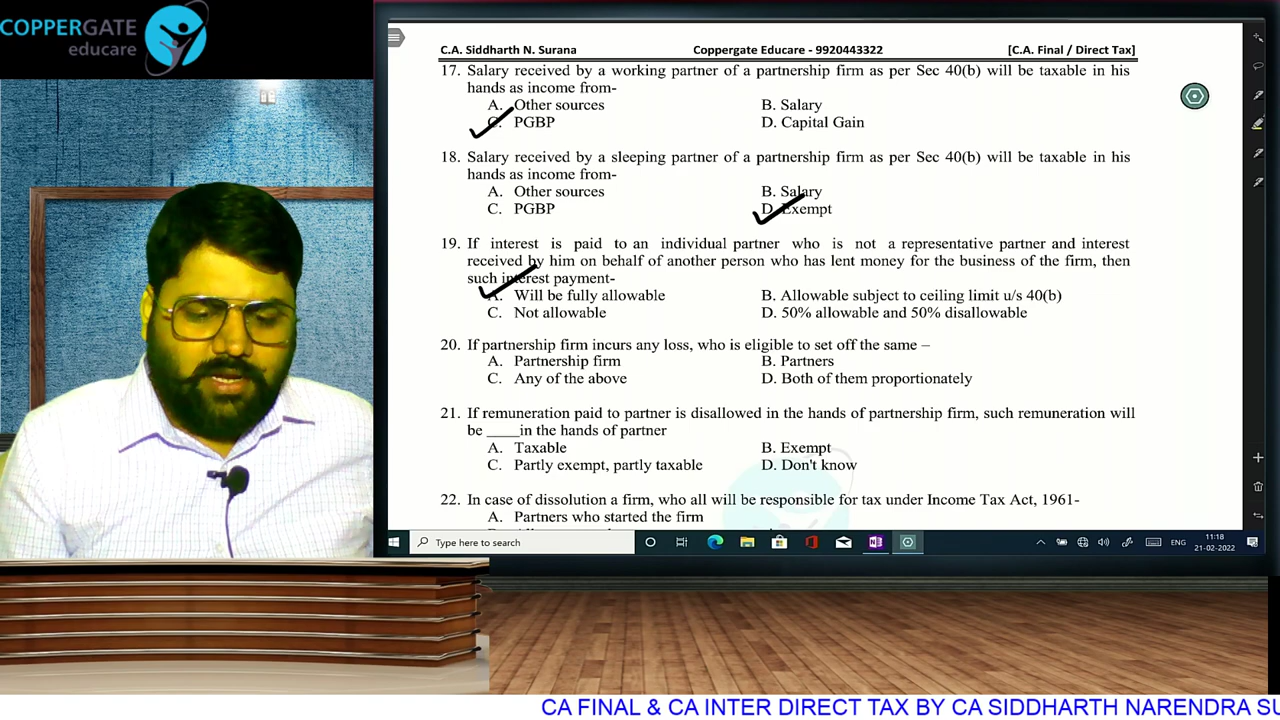 COPPERGATE
educare
C.A. Siddharth N. Surana Coppergate Educare - 9920443322 [C.A. Final / Direct Tax]
17. Salary received by a working partner of a partnership firm as per Sec 40(b) will be taxable in his
hands as income from-
A. Other sources B. Salary
C. PGBP D. Capital Gain
18. Salary received by a sleeping partner of a partnership firm as per Sec 40(b) will be taxable in his
hands as income from-
A. Other sources B. Salary
C. PGBP D. Exempt
19. If interest is paid to an individual partner who is not a representative partner and interest
received by him on behalf of another person who has lent money for the business of the firm, then
such interest payment-
A. Will be fully allowable B. Allowable subject to ceiling limit u/s 40(b)
C. Not allowable D. 50% allowable and 50% disallowable
20. If partnership firm incurs any loss, who is eligible to set off the same –
A. Partnership firm B. Partners
C. Any of the above D. Both of them proportionately
21. If remuneration paid to partner is disallowed in the hands of partnership firm, such remuneration will
be ____in the hands of partner
A. Taxable B. Exempt
C. Partly exempt, partly taxable D. Don't know
22. In case of dissolution a firm, who all will be responsible for tax under Income Tax Act, 1961-
A. Partners who started the firm
Type here to search
ENG
11:18
21-02-2022
CA FINAL & CA INTER DIRECT TAX BY CA SIDDHARTH NARENDRA SU